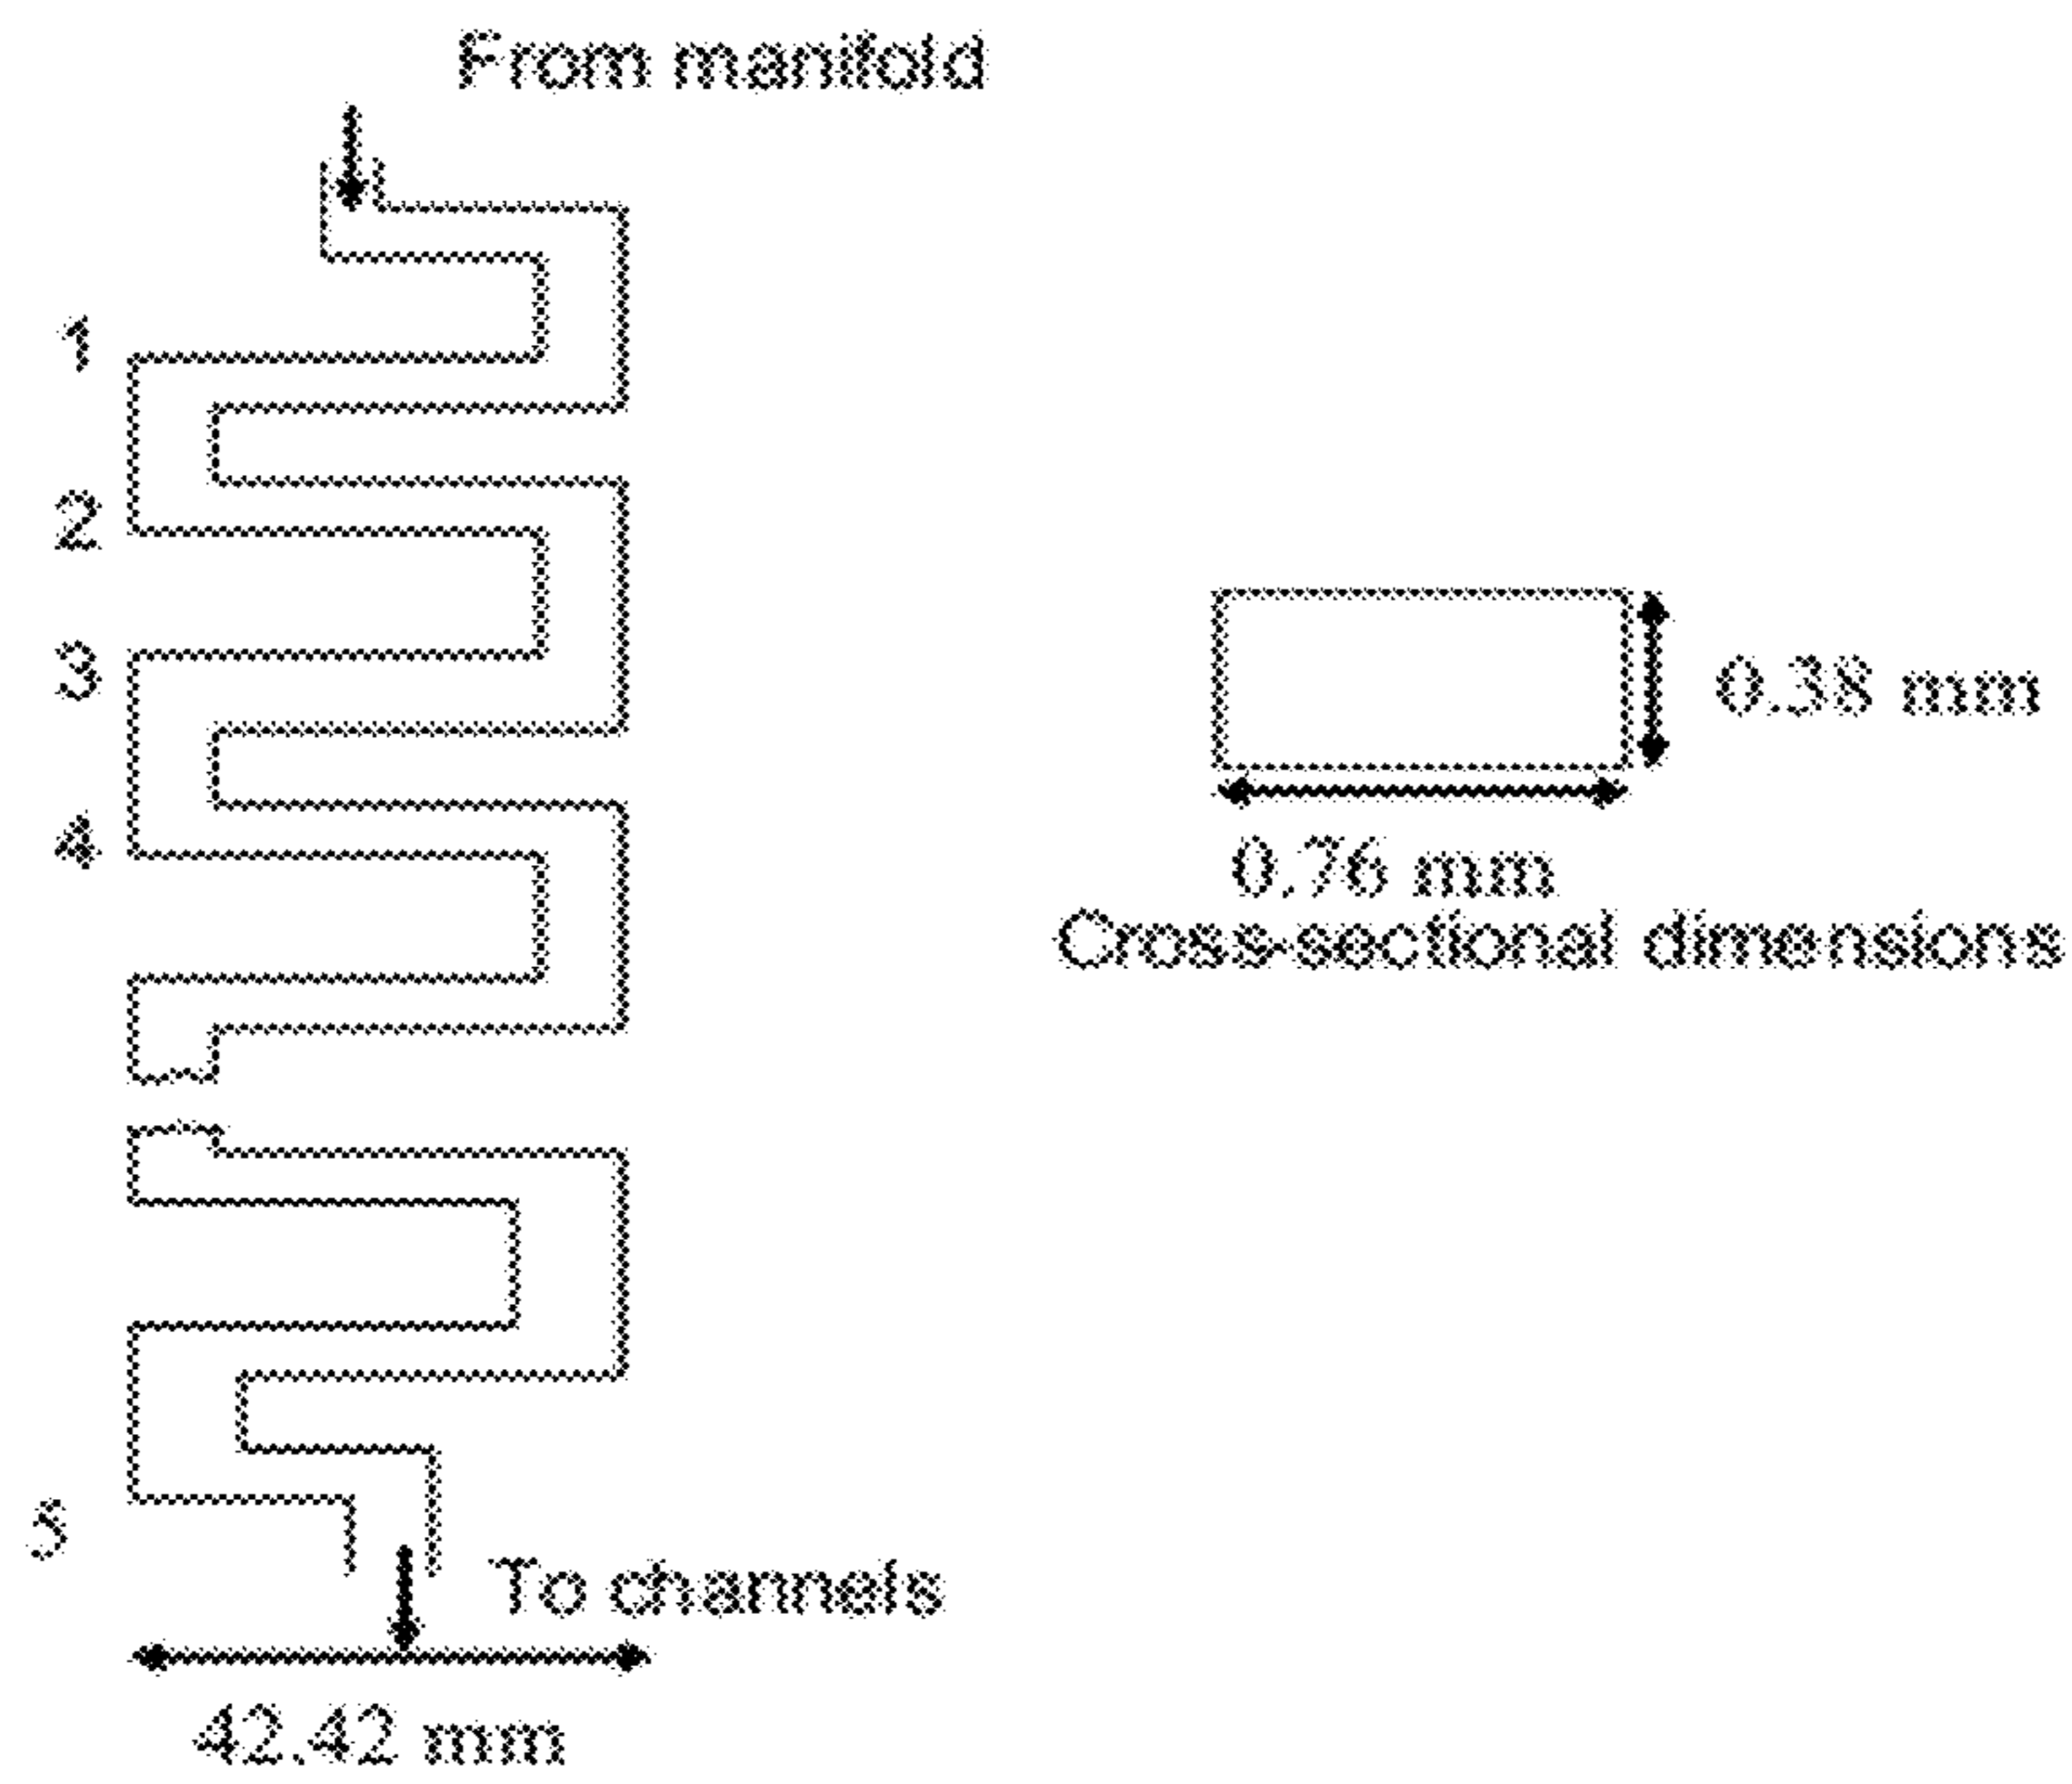 From manifold
1
2
3
4
0.38 mm
0.76 mm
Cross-sectional dimensions
5
To channels
42.42 mm